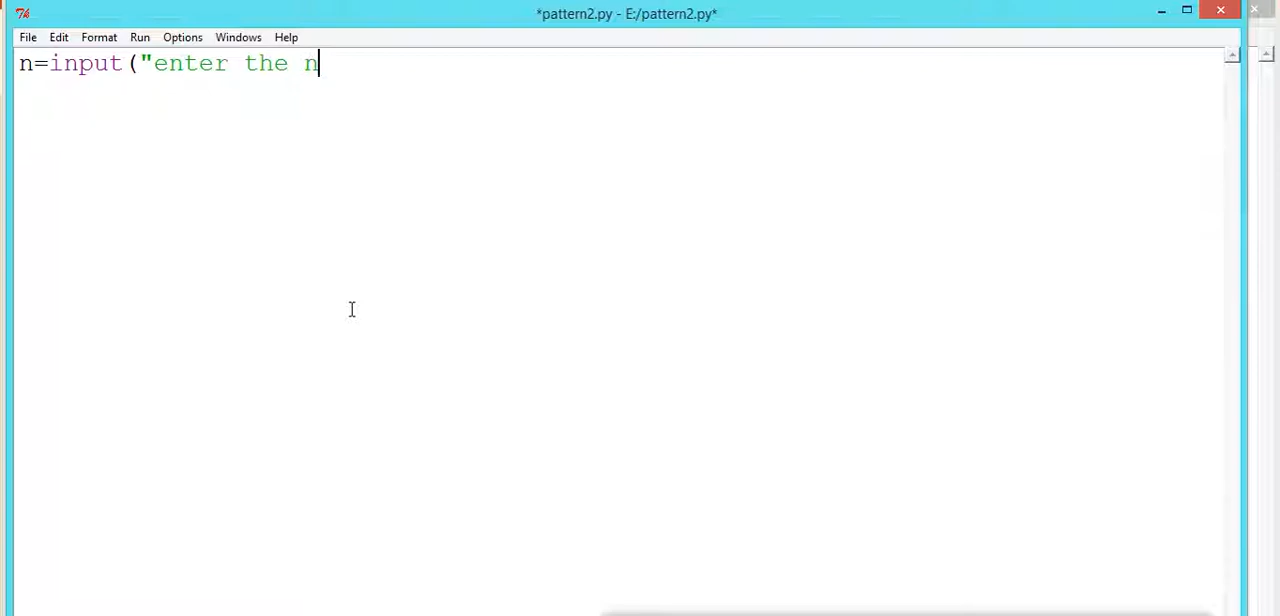 *pattern2.py - E:/pattern2.py*
File Edit Format Run Options Windows Help
n=input("enter the n